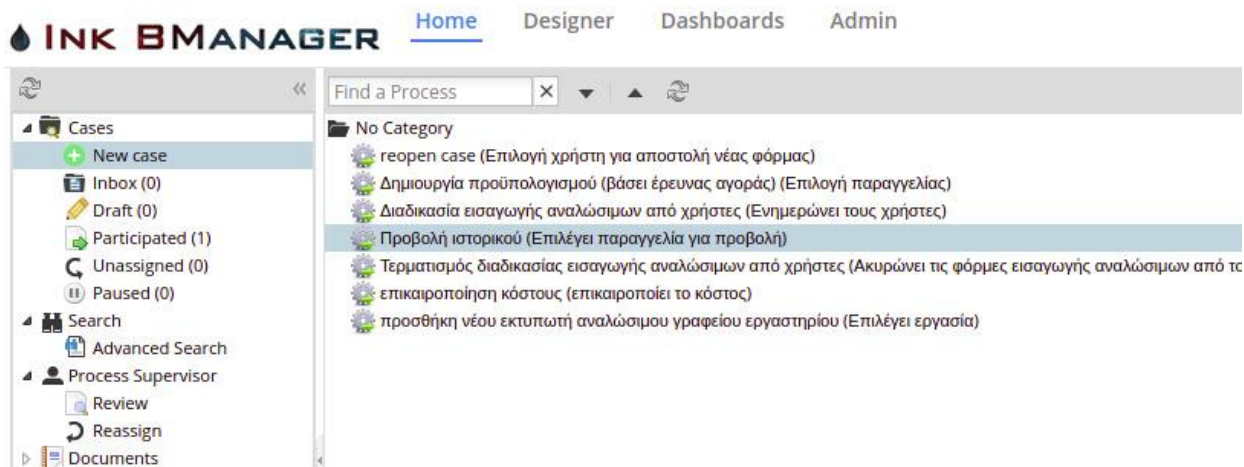 INK BMANAGER
Home Designer Dashboards Admin
Find a Process
Cases
New case
Inbox (0)
Draft (0)
Participated (1)
Unassigned (0)
Paused (0)
Search
Advanced Search
Process Supervisor
Review
Reassign
Documents
No Category
reopen case (Επιλογή χρήστη για αποστολή νέας φόρμας)
Δημιουργία προϋπολογισμού (βάσει έρευνας αγοράς) (Επιλογή παραγγελίας)
Διαδικασία εισαγωγής αναλώσιμων από χρήστες (Ενημερώνει τους χρήστες)
Προβολή ιστορικού (Επιλέγει παραγγελία για προβολή)
Τερματισμός διαδικασίας εισαγωγής αναλώσιμων από χρήστες (Ακυρώνει τις φόρμες εισαγωγής αναλώσιμων από το
επικαιροποίηση κόστους (επικαιροποίει το κόστος)
προσθήκη νέου εκτυπωτή αναλώσιμου γραφείου εργαστηρίου (Επιλέγει εργασία)